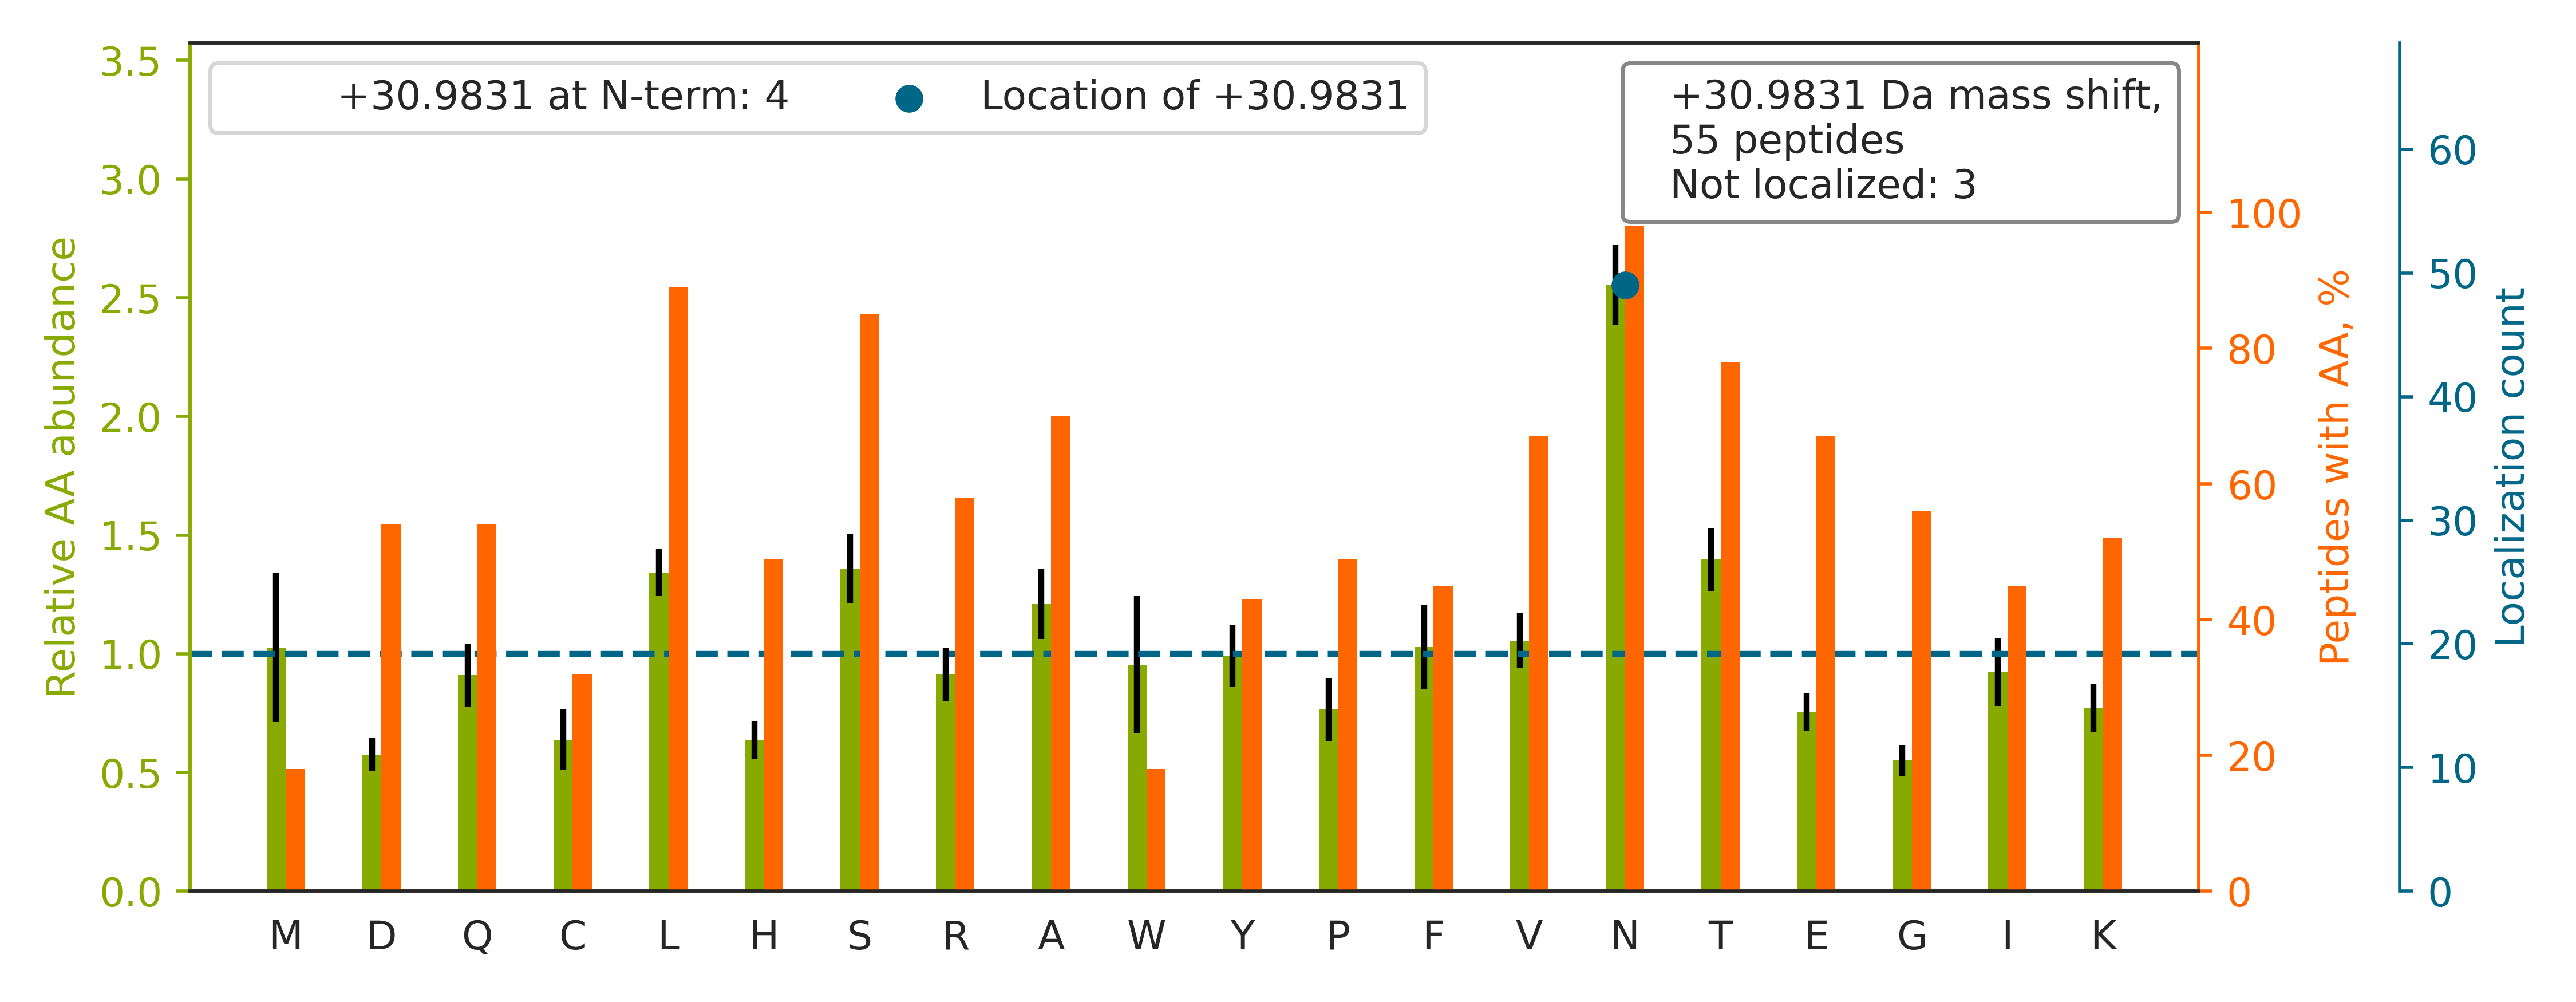 +30.9831 at N-term: 4
Location of +30.9831
+30.9831 Da mass shift,
55 peptides
Not localized: 3
Relative AA abundance
3.5
3.0
2.5
2.0
1.5
1.0
0.5
0.0
M D Q C L H S R A W Y P F V N T E G I K
100
80
60
40
20
0
Peptides with AA, %
60
50
40
30
20
10
0
Localization count